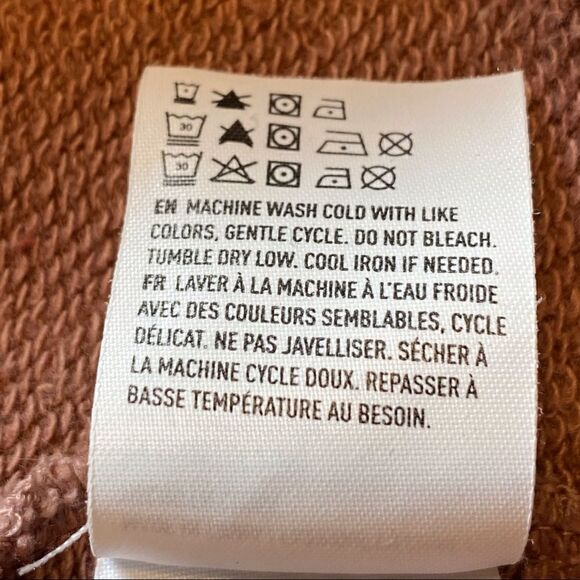 30
30
EN MACHINE WASH COLD WITH LIKE
COLORS, GENTLE CYCLE. DO NOT BLEACH.
TUMBLE DRY LOW. COOL IRON IF NEEDED.
FR LAVER À LA MACHINE À L'EAU FROIDE
AVEC DES COULEURS SEMBLABLES, CYCLE
DÉLICAT. NE PAS JAVELLISER. SÉCHER À
LA MACHINE CYCLE DOUX. REPASSER À
BASSE TEMPÉRATURE AU BESOIN.